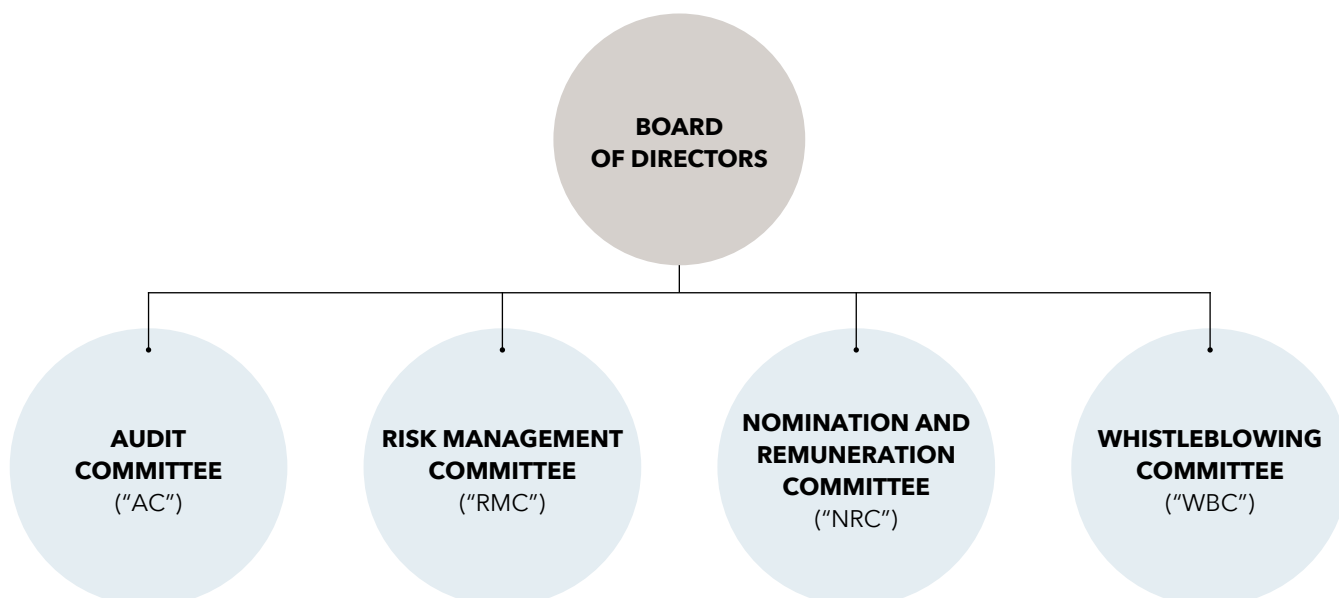 BOARD
OF DIRECTORS
AUDIT
COMMITTEE
(“AC”)
RISK MANAGEMENT
COMMITTEE
(“RMC”)
NOMINATION AND
REMUNERATION
COMMITTEE
(“NRC”)
WHISTLEBLOWING
COMMITTEE
(“WBC”)